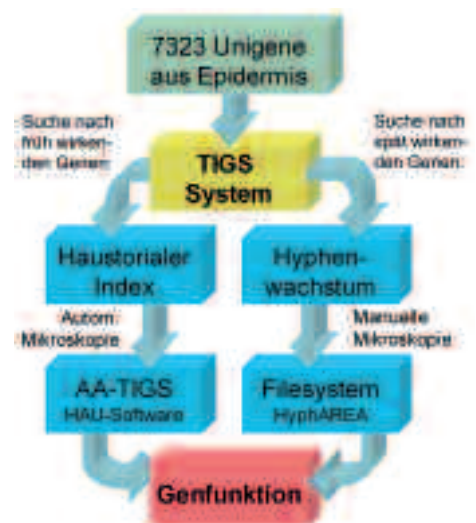 7323 Unigene
aus Epidermis
Suche nach
früh wirken-
den Genen
Suche nach
spät wirken-
den Genen
TIGS
System
Haustorialer
Index
Hyphen-
wachstum
Autom.
Mikroskopie
Manuelle
Mikroskopie
AA-TIGS
HAU-Software
Filesystem
HyphAREA
Genfunktion